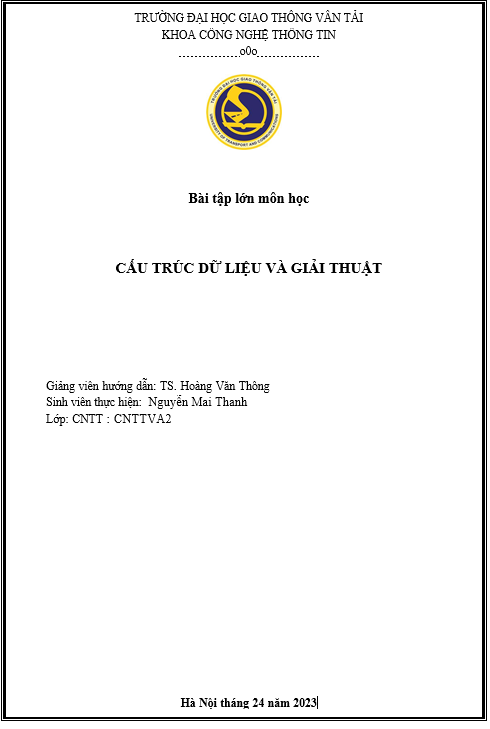 TRƯỜNG ĐẠI HỌC GIAO THÔNG VẬN TẢI
KHOA CÔNG NGHỆ THÔNG TIN
................o0o................
TRƯỜNG ĐẠI HỌC GIAO THÔNG VẬN TẢI
UNIVERSITY OF TRANSPORT AND COMMUNICATIONS
Bài tập lớn môn học
CẤU TRÚC DỮ LIỆU VÀ GIẢI THUẬT
Giảng viên hướng dẫn: TS. Hoàng Văn Thông
Sinh viên thực hiện: Nguyễn Mai Thanh
Lớp: CNTT : CNTTVA2
Hà Nội tháng 24 năm 2023